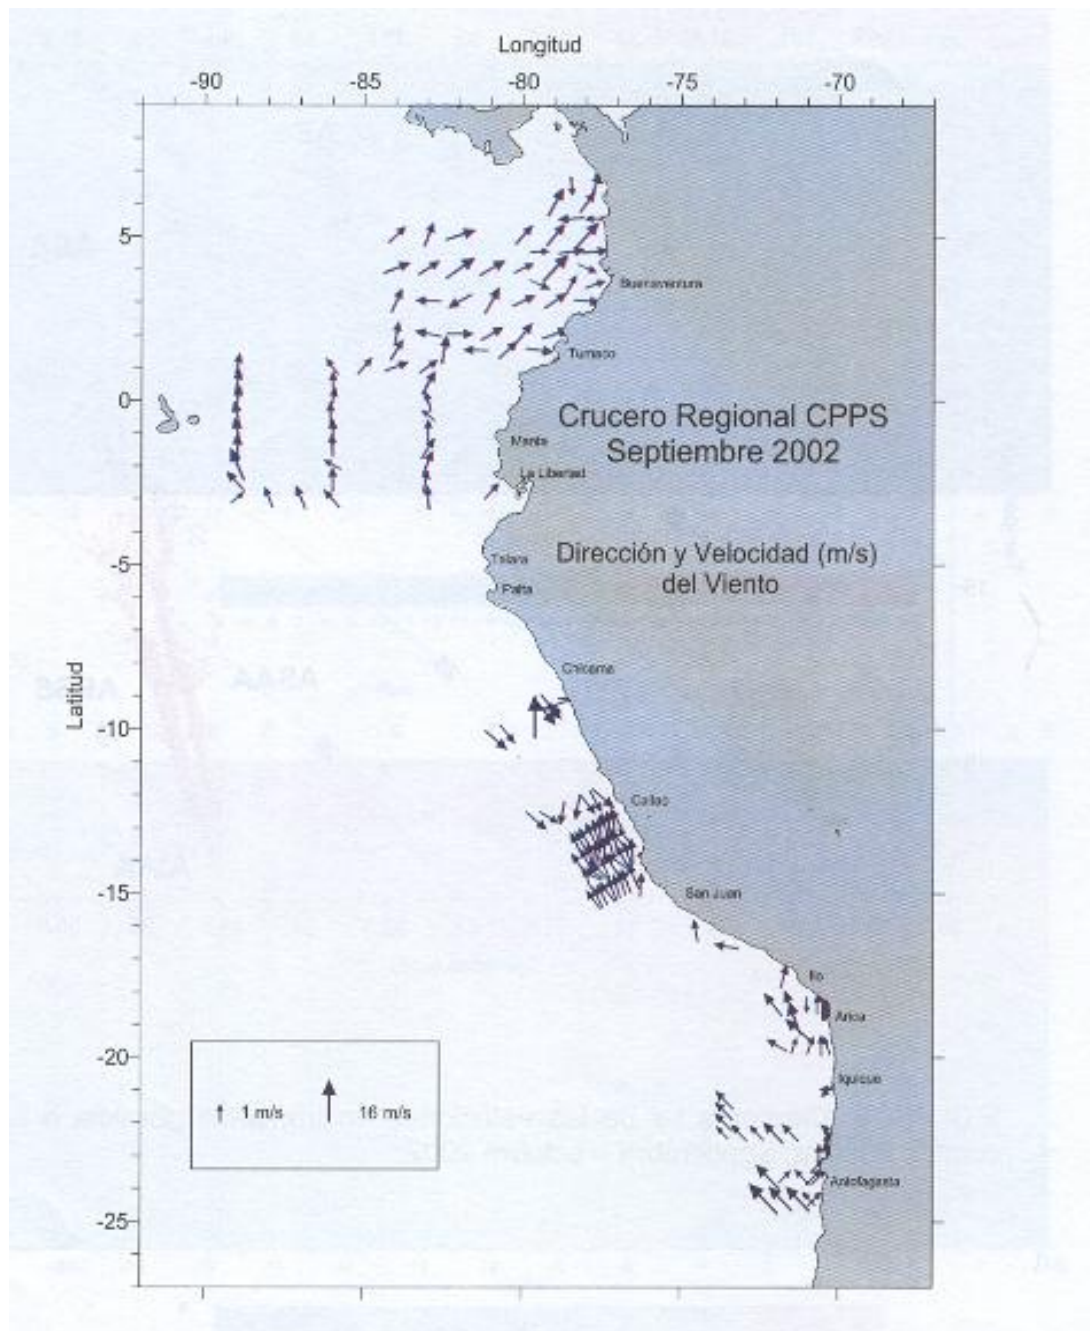 Longitud
-90 -85 -80 -75 -70
5
Buenaventura
Tumaco
0
Crucero Regional CPPS
Septiembre 2002
Manta
La Libertad
-5
Talara
Dirección y Velocidad (m/s)
del Viento
Paita
Chicama
Latitud
-10
Callao
-15
San Juan
Ilo
Arica
-20
Iquique
1 m/s
16 m/s
Antofagasta
-25